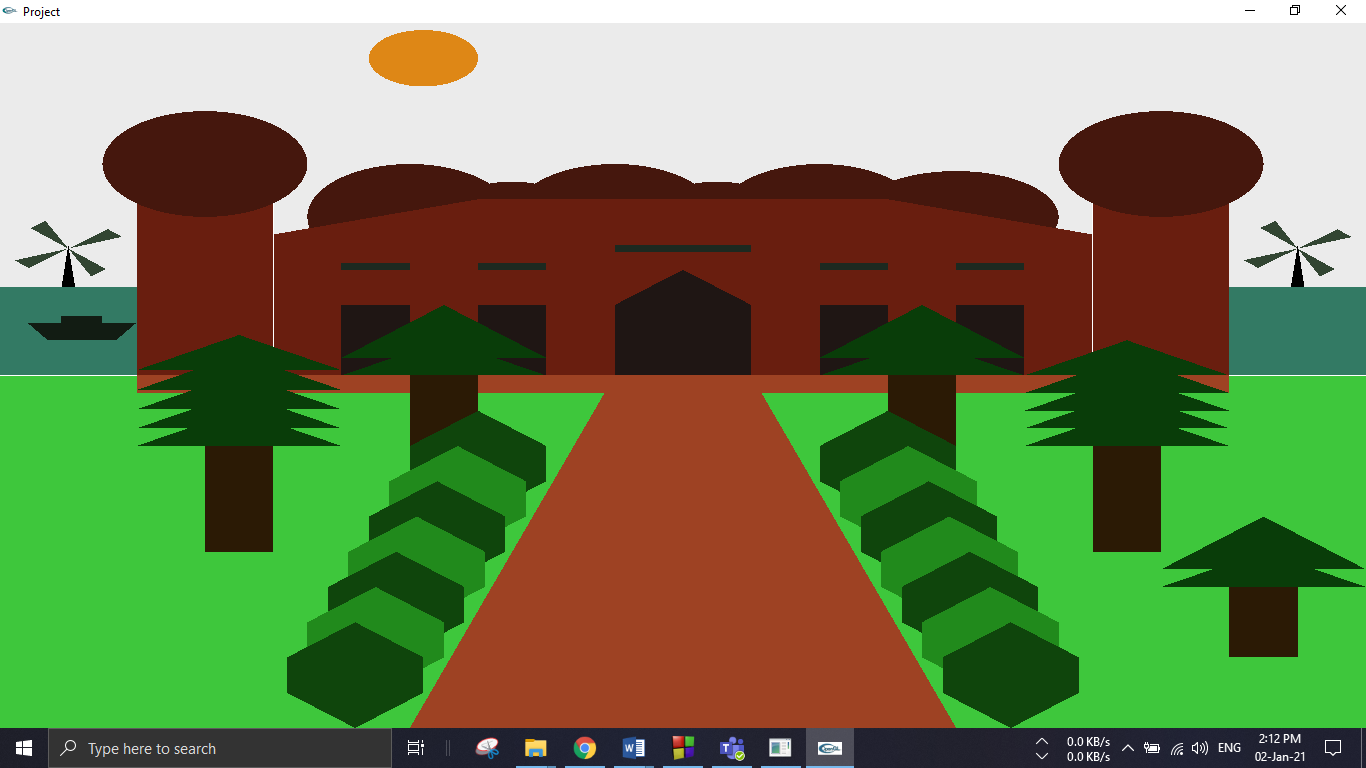 Project
Type here to search
0.0 KB/s
0.0 KB/s
ENG
2:12 PM
02-Jan-21